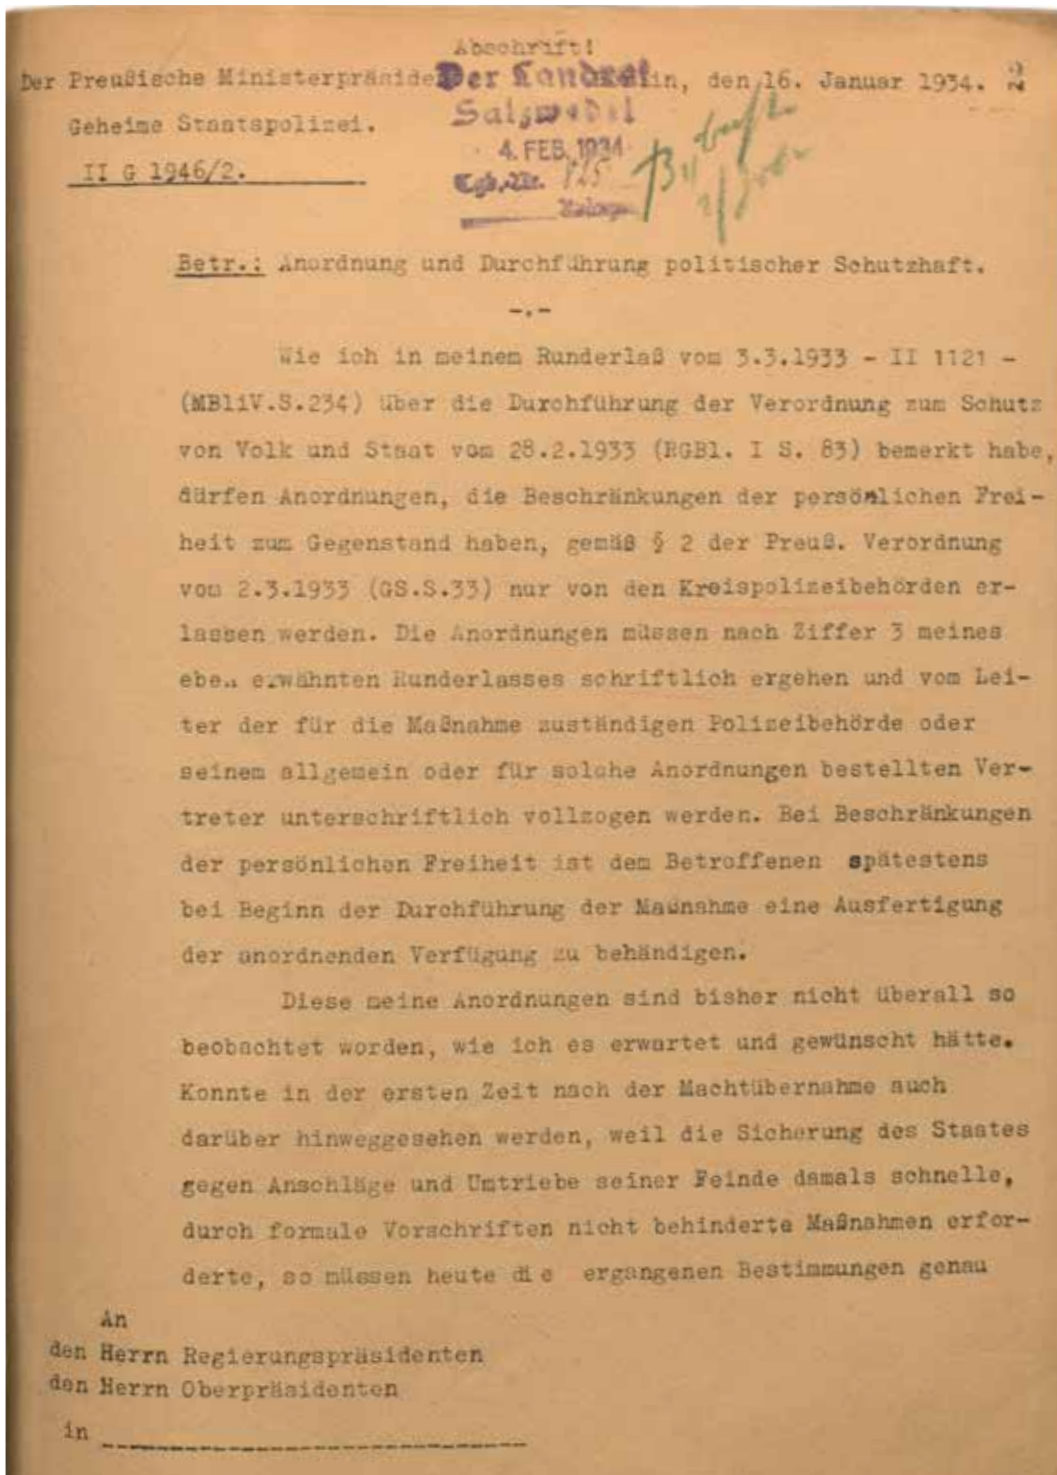 Abschrift!
Der Preußische Ministerpräside in, den 16. Januar 1934.
Der Landrat
Geheime Staatspolizei.
Salzwedel
4. FEB. 1934
II G 1946/2.
Tgb.-Nr.
Betr.: Anordnung und Durchführung politischer Schutzhaft.
-.-
Wie ich in meinem Runderlaß vom 3.3.1933 - II 1121 -
(MBliV.S.234) über die Durchführung der Verordnung zum Schutz
von Volk und Staat vom 28.2.1933 (RGBl. I S. 83) bemerkt habe,
dürfen Anordnungen, die Beschränkungen der persönlichen Frei-
heit zum Gegenstand haben, gemäß § 2 der Preuß. Verordnung
vom 2.3.1933 (GS.S.33) nur von den Kreispolizeibehörden er-
lassen werden. Die Anordnungen müssen nach Ziffer 3 meines
eben erwähnten Runderlasses schriftlich ergehen und vom Lei-
ter der für die Maßnahme zuständigen Polizeibehörde oder
seinem allgemein oder für solche Anordnungen bestellten Ver-
treter unterschriftlich vollzogen werden. Bei Beschränkungen
der persönlichen Freiheit ist dem Betroffenen spätestens
bei Beginn der Durchführung der Maßnahme eine Ausfertigung
der anordnenden Verfügung zu behändigen.
Diese meine Anordnungen sind bisher nicht überall so
beobachtet worden, wie ich es erwartet und gewünscht hätte.
Konnte in der ersten Zeit nach der Machtübernahme auch
darüber hinweggesehen werden, weil die Sicherung des Staates
gegen Anschläge und Umtriebe seiner Feinde damals schnelle,
durch formale Vorschriften nicht behinderte Maßnahmen erfor-
derte, so müssen heute die ergangenen Bestimmungen genau
An
den Herrn Regierungspräsidenten
den Herrn Oberpräsidenten
in